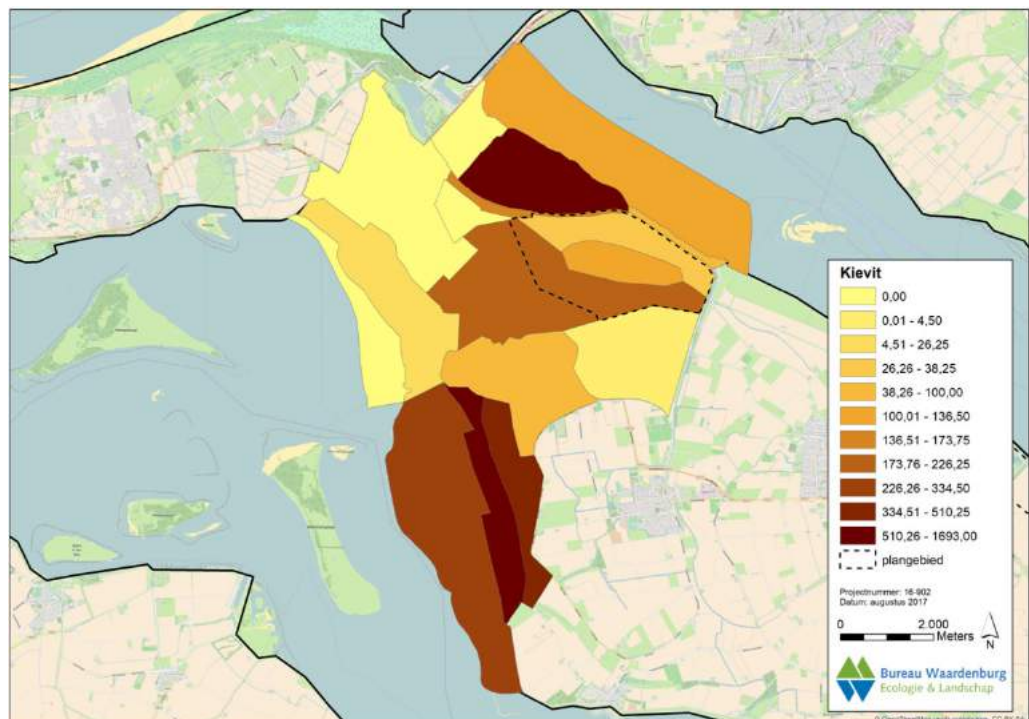 Kievit
0,00
0,01 - 4,50
4,51 - 26,25
26,26 - 38,25
38,26 - 100,00
100,01 - 136,50
136,51 - 173,75
173,76 - 226,25
226,26 - 334,50
334,51 - 510,25
510,26 - 1693,00
plangebied
Projectnummer: 16-902
Datum: augustus 2017
0 2.000
Meters
N
Bureau Waardenburg
Ecologie & Landschap